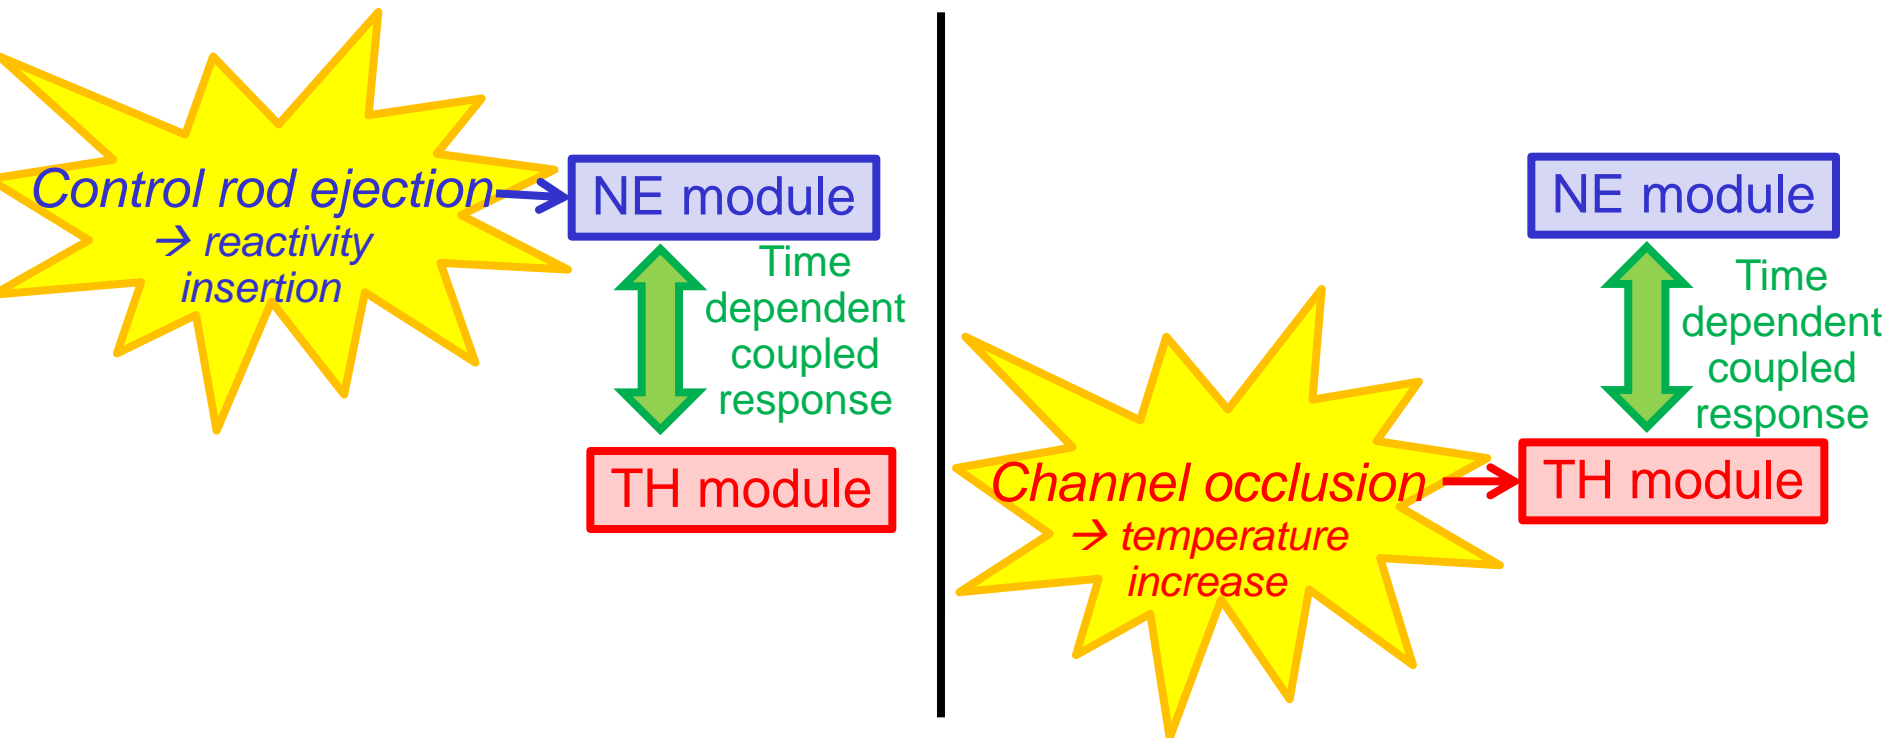 Control rod ejection
→ reactivity
insertion
NE module
Time
dependent
coupled
response
TH module
NE module
Time
dependent
coupled
response
Channel occlusion
→ temperature
increase
TH module